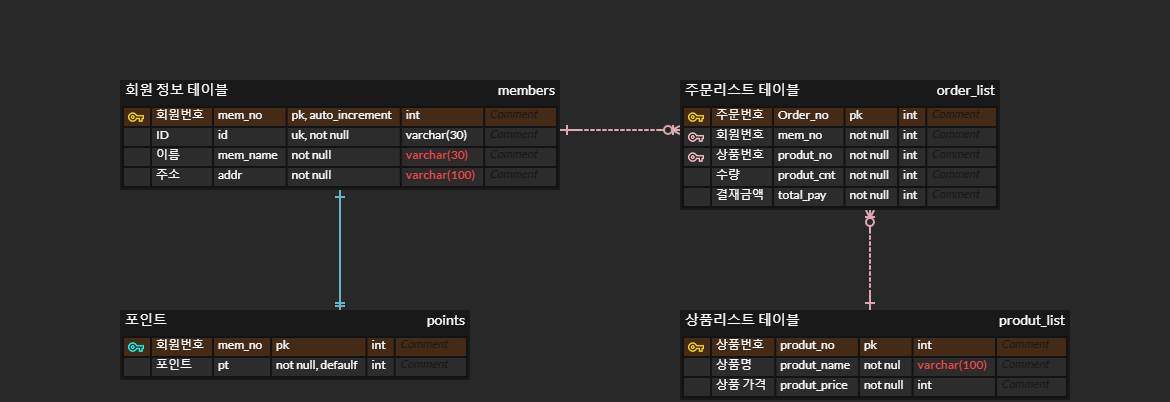 회원 정보 테이블 members
회원번호 mem_no pk, auto_increment int Comment
ID id uk, not null varchar(30) Comment
이름 mem_name not null varchar(30) Comment
주소 addr not null varchar(100) Comment
주문리스트 테이블 order_list
주문번호 Order_no pk int Comment
회원번호 mem_no not null int Comment
상품번호 produt_no not null int Comment
수량 produt_cnt not null int Comment
결재금액 total_pay not null int Comment
포인트 points
회원번호 mem_no pk int Comment
포인트 pt not null, defaulf int Comment
상품리스트 테이블 produt_list
상품번호 produt_no pk int Comment
상품명 produt_name not nul varchar(100) Comment
상품 가격 produt_price not null int Comment